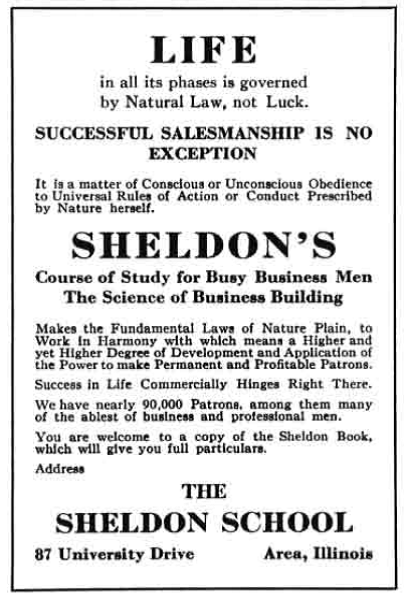 LIFE
in all its phases is governed
by Natural Law, not Luck.
SUCCESSFUL SALESMANSHIP IS NO
EXCEPTION
It is a matter of Conscious or Unconscious Obedience
to Universal Rules of Action or Conduct Prescribed
by Nature herself.
SHELDON'S
Course of Study for Busy Business Men
The Science of Business Building
Makes the Fundamental Laws of Nature Plain, to
Work in Harmony with which means a Higher and
yet Higher Degree of Development and Application of
the Power to make Permanent and Profitable Patrons.
Success in Life Commercially Hinges Right There.
We have nearly 90,000 Patrons, among them many
of the ablest of business and professional men.
You are welcome to a copy of the Sheldon Book,
which will give you full particulars.
Address
THE
SHELDON SCHOOL
87 University Drive Area, Illinois